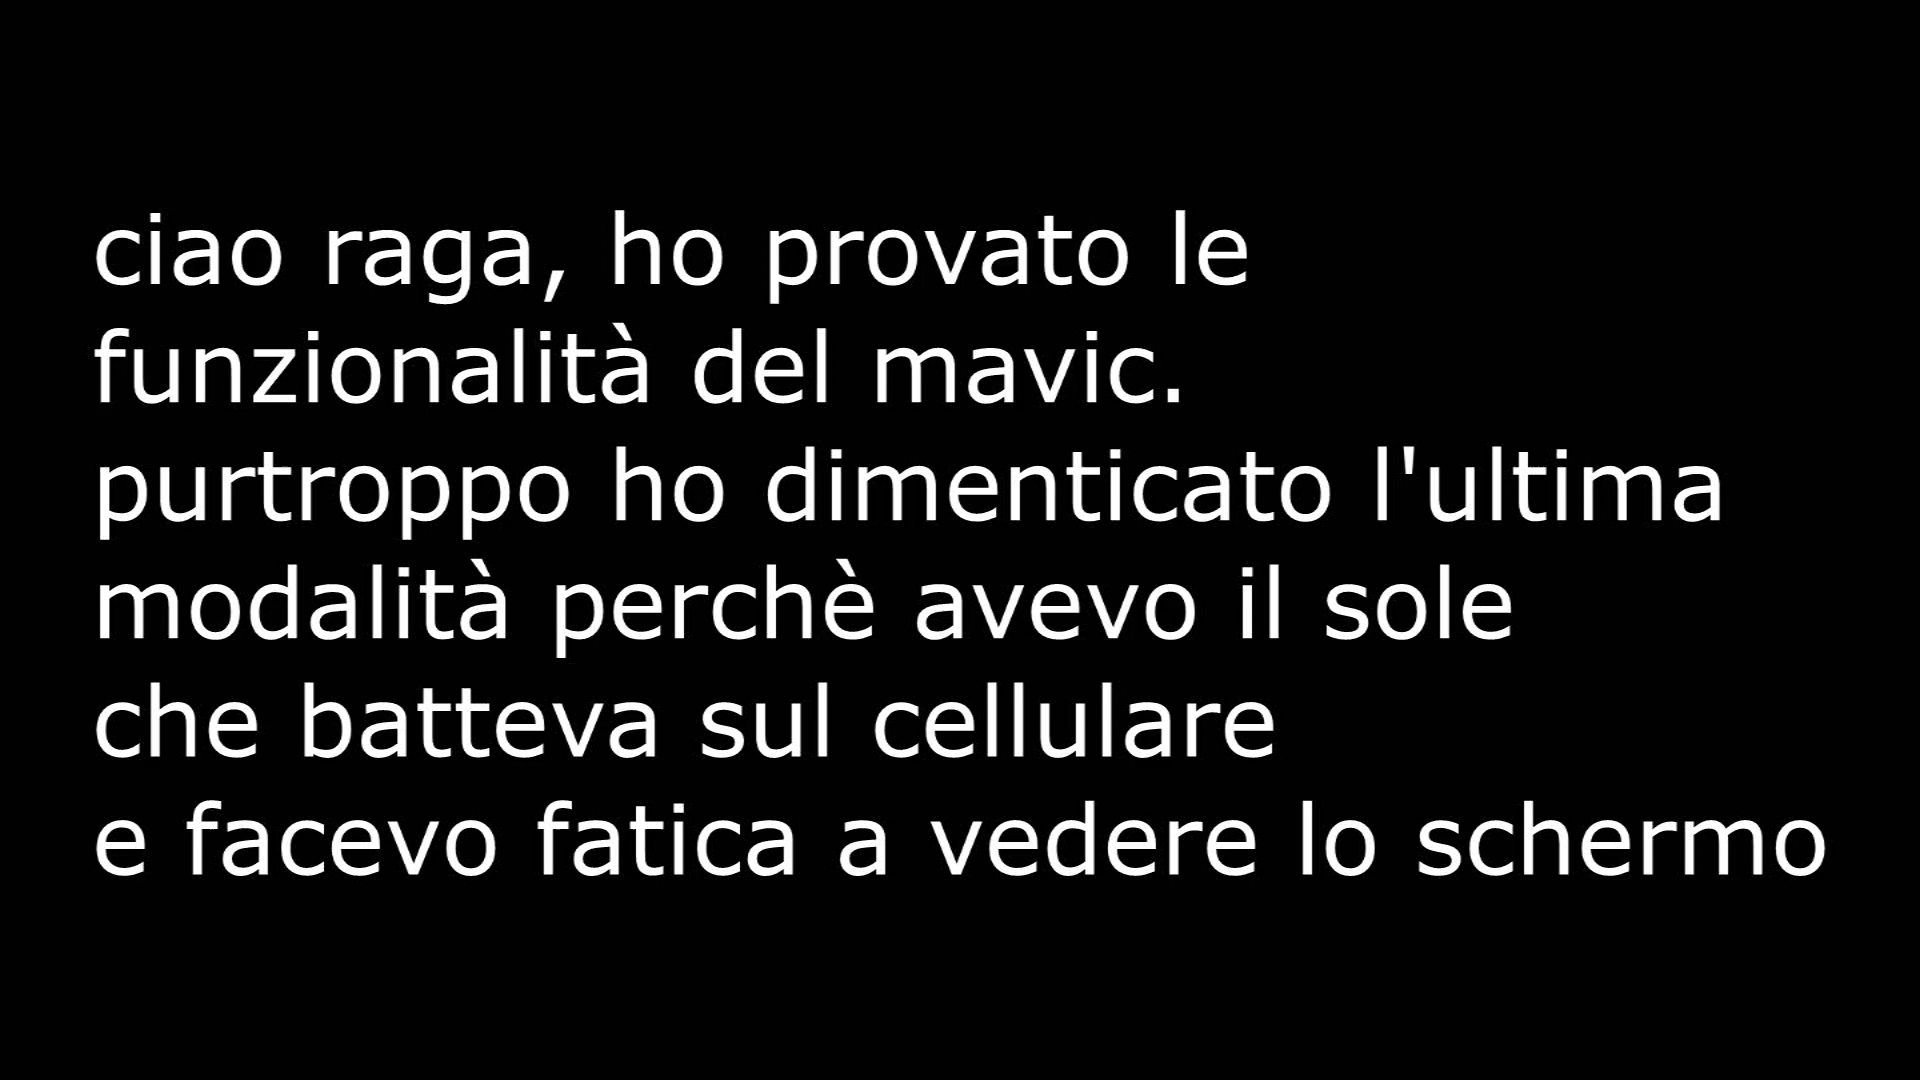 ciao raga, ho provato le
funzionalità del mavic.
purtroppo ho dimenticato l'ultima
modalità perchè avevo il sole
che batteva sul cellulare
e facevo fatica a vedere lo schermo